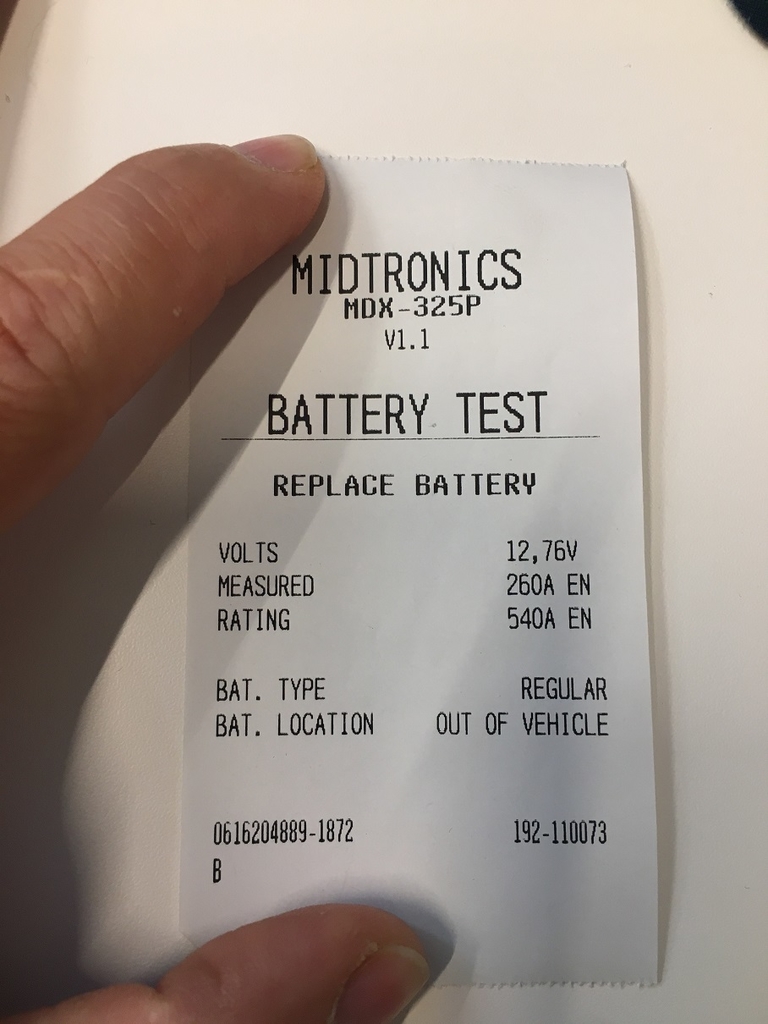 MIDTRONICS
MDX-325P
V1.1
BATTERY TEST
REPLACE BATTERY
VOLTS 12,76V
MEASURED 260A EN
RATING 540A EN
BAT. TYPE REGULAR
BAT. LOCATION OUT OF VEHICLE
0616204889-1872 192-110073
B